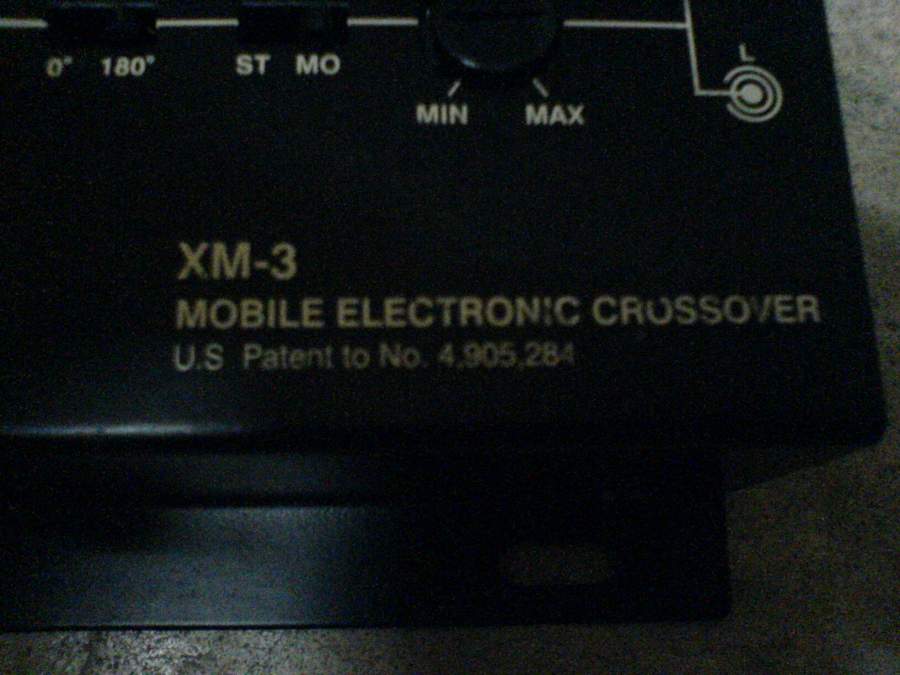 L
0° 180° ST MO
MIN MAX
XM-3
MOBILE ELECTRONIC CROSSOVER
U.S Patent to No. 4,905,284